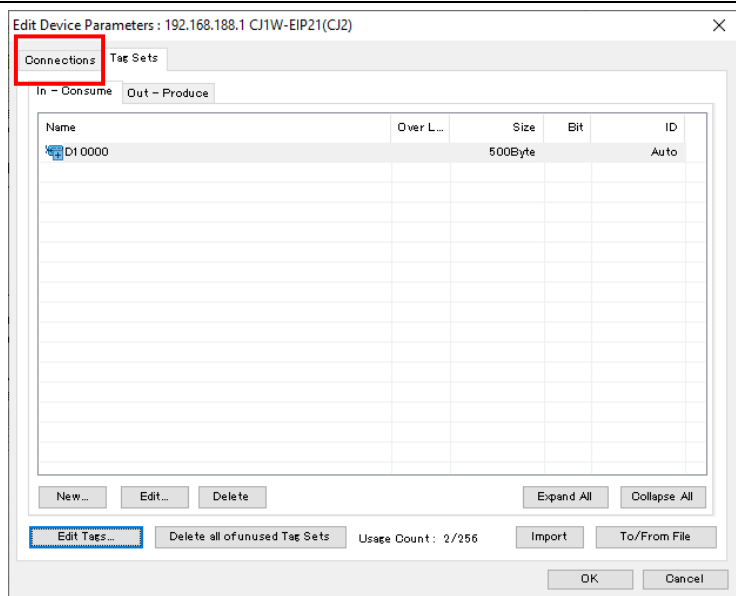 Edit Device Parameters : 192.168.188.1 CJ1W-EIP21(CJ2)
Connections Tag Sets
In - Consume Out - Produce
Name Over L... Size Bit ID
D10000 500Byte Auto
New... Edit... Delete Expand All Collapse All
Edit Tags... Delete all of unused Tag Sets Usage Count : 2/256 Import To/From File
OK Cancel